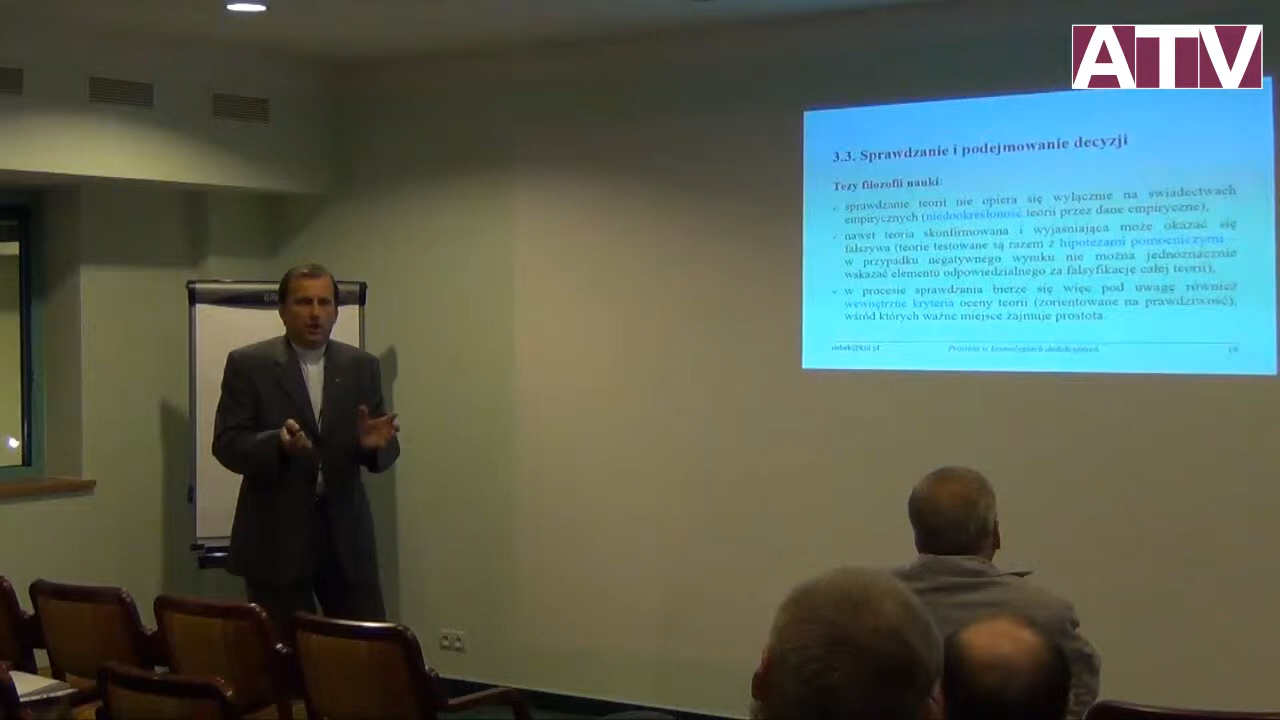 ATV
3.3. Sprawdzanie i podejmowanie decyzji
Tezy filozofii nauki:
sprawdzanie teorii nie opiera się wyłącznie na świadectwach
empirycznych (niedookreśloność teorii przez dane empiryczne),
nawet teoria skonfirmowana i wyjaśniająca może okazać się
fałszywa (teorie testowane są razem z hipotezami pomocniczymi –
w przypadku negatywnego wyniku nie można jednoznacznie
wskazać elementu odpowiedzialnego za falsyfikację całej teorii),
w procesie sprawdzania bierze się więc pod uwagę również
wewnętrzne kryteria oceny teorii (zorientowane na prawdziwość),
wśród których ważne miejsce zajmuje prostota.
Prostota w kosmologiach dedukcyjnych